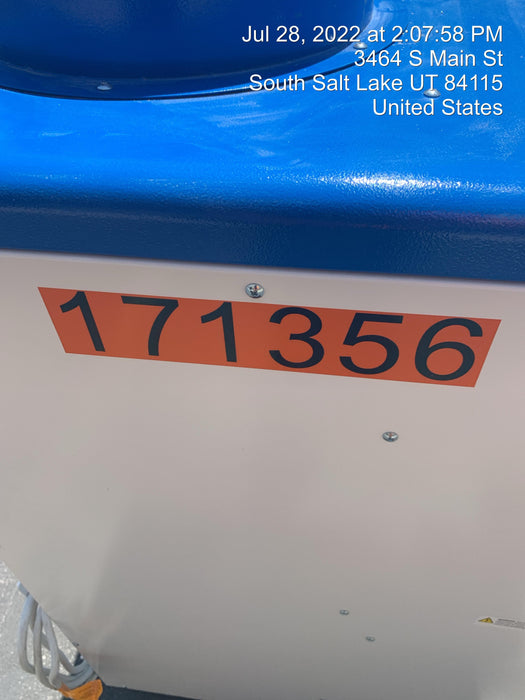 Jul 28, 2022 at 2:07:58 PM
3464 S Main St
South Salt Lake UT 84115
United States
171356